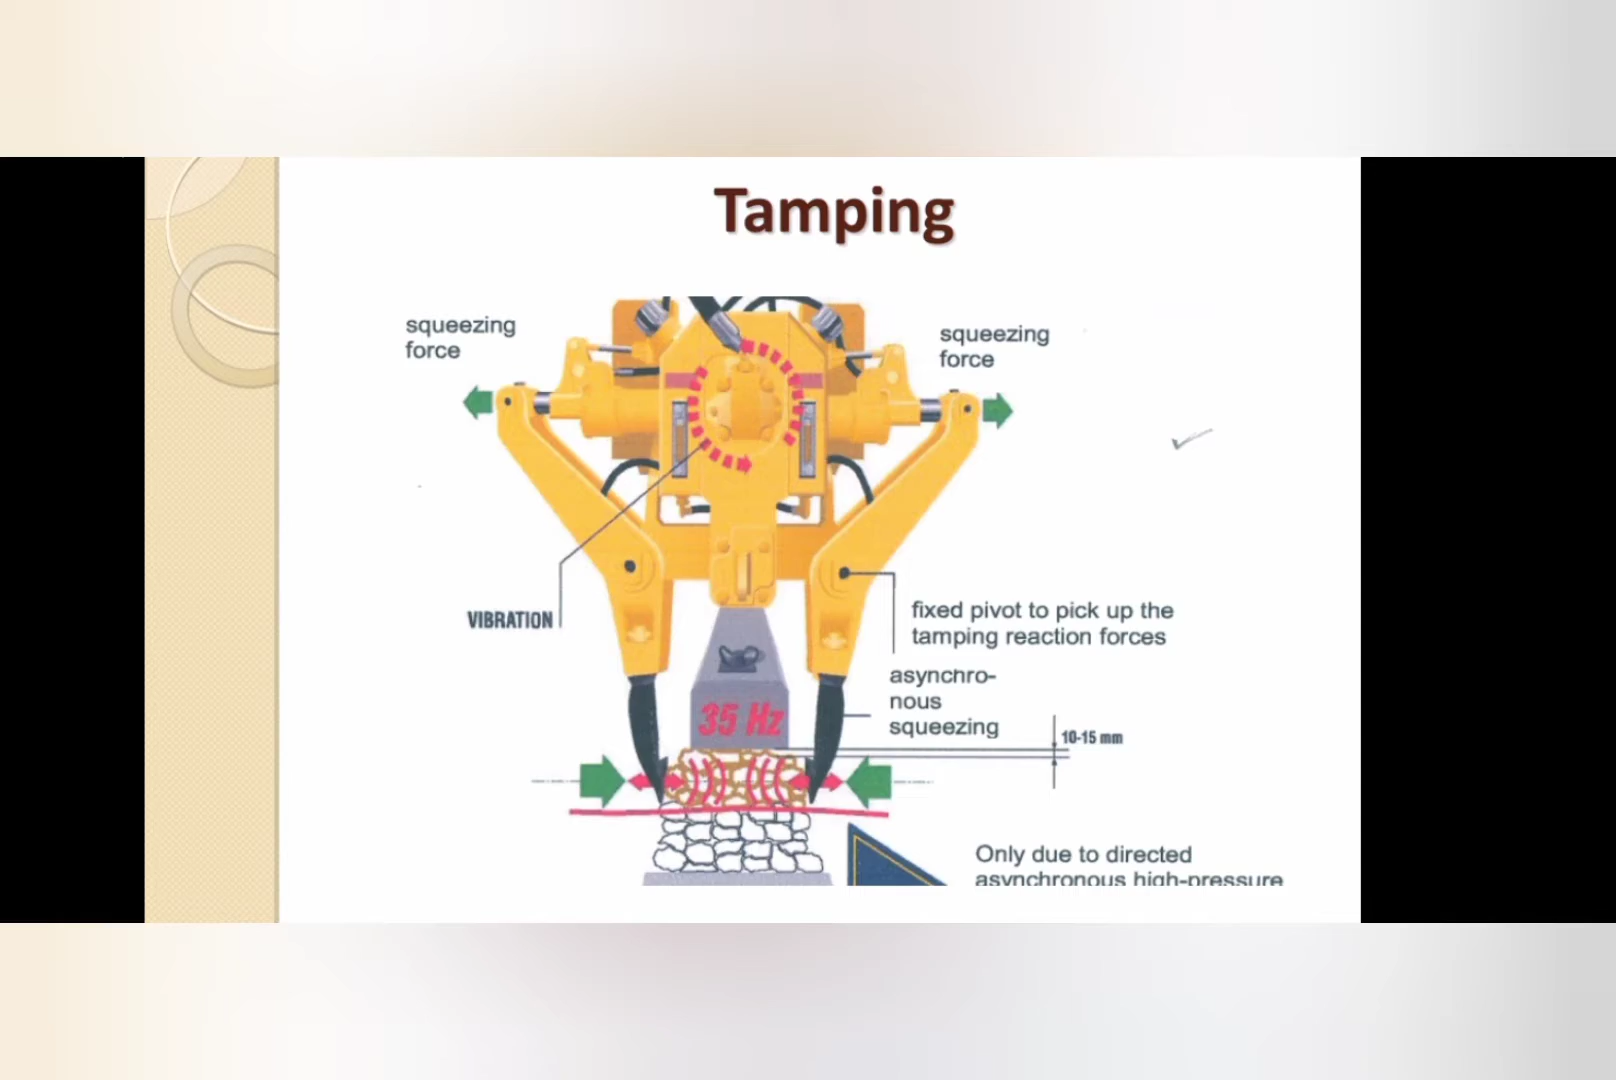 Tamping
squeezing
force
squeezing
force
VIBRATION
fixed pivot to pick up the
tamping reaction forces
asynchro-
nous
squeezing
35 Hz
10-15 mm
Only due to directed
asynchronous high-pressure